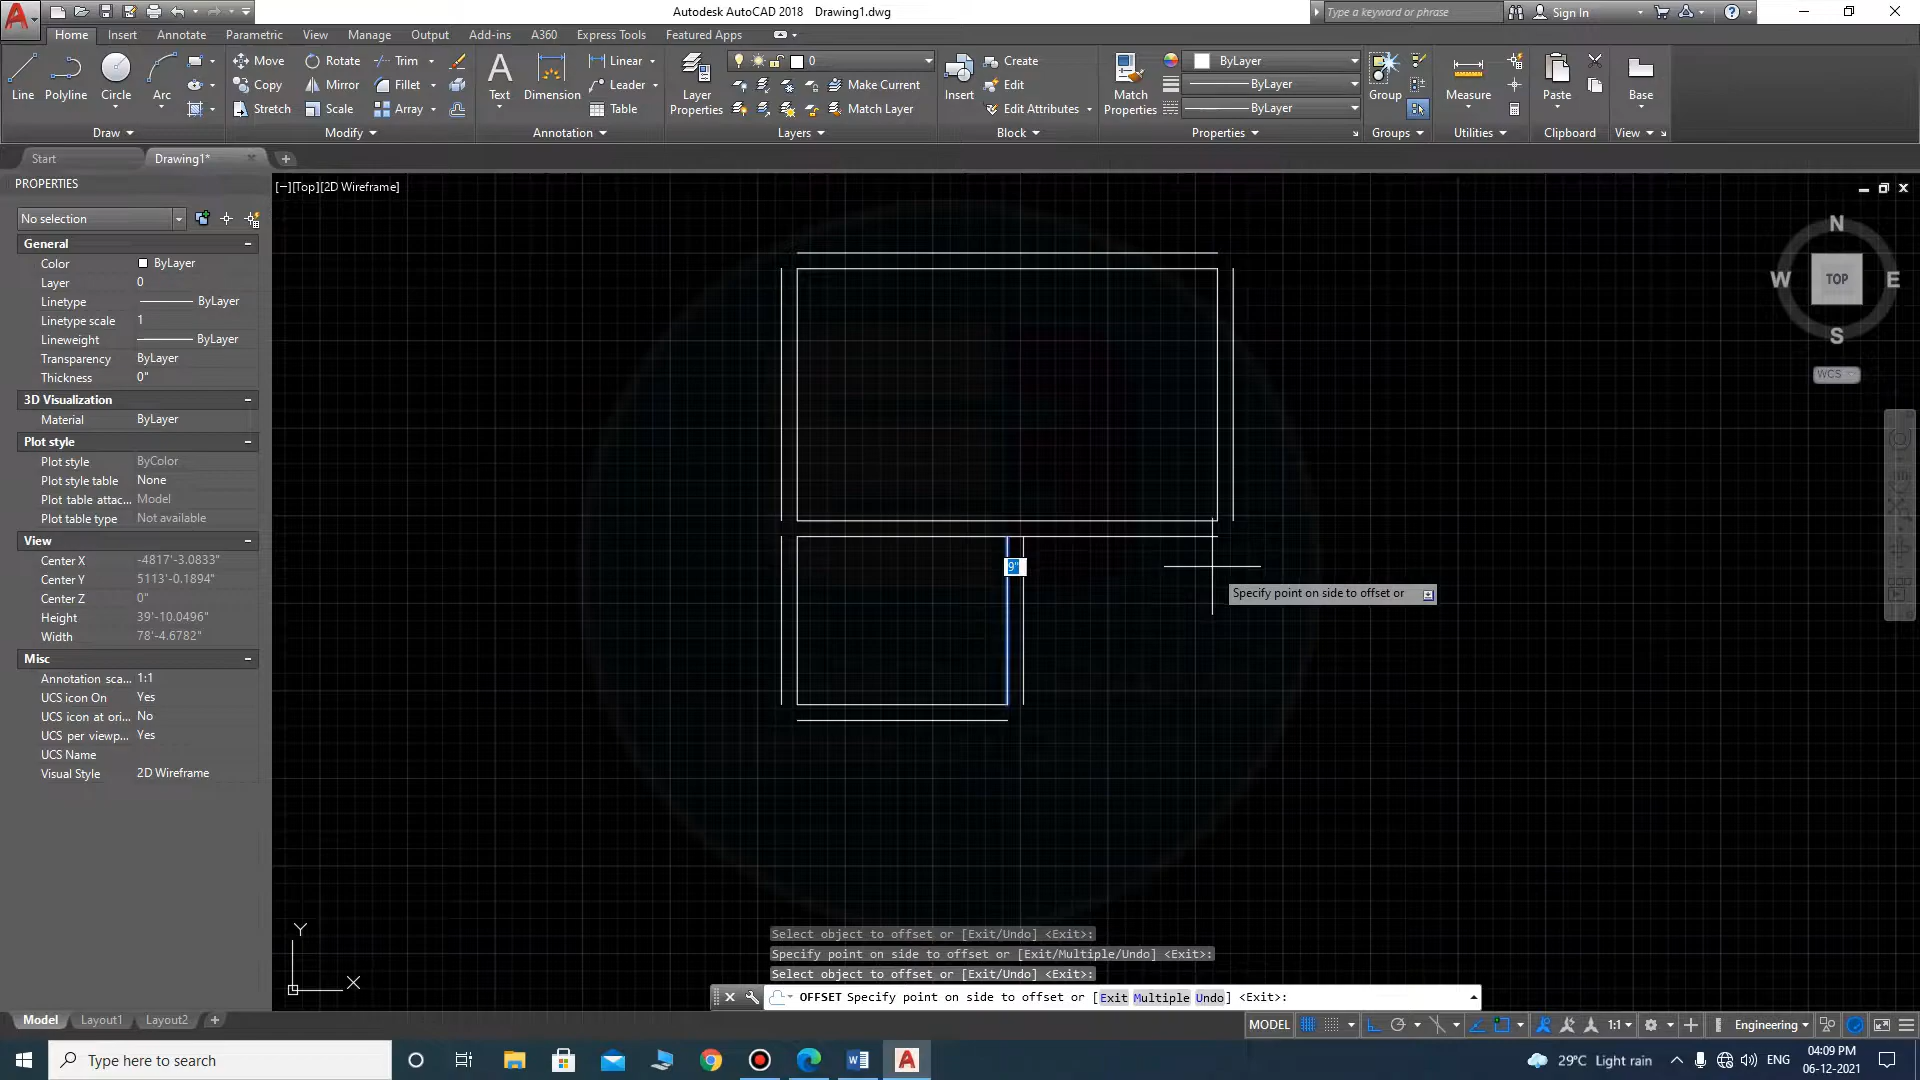 Autodesk AutoCAD 2018 Drawing1.dwg
Type a keyword or phrase
Sign In
Home Insert Annotate Parametric View Manage Output Add-ins A360 Express Tools Featured Apps
Line Polyline Circle Arc
Move Rotate Trim
Copy Mirror Fillet
Stretch Scale Array
Text Dimension
Linear
Leader
Table
Layer Properties
0
Make Current
Match Layer
Insert
Create
Edit
Edit Attributes
Match Properties
ByLayer
ByLayer
ByLayer
Group
Measure
Paste
Base
Draw Modify Annotation Layers Block Properties Groups Utilities Clipboard View
Start Drawing1*
PROPERTIES
[−][Top][2D Wireframe]
No selection
General
Color ByLayer
Layer 0
Linetype ByLayer
Linetype scale 1
Lineweight ByLayer
Transparency ByLayer
Thickness 0"
3D Visualization
Material ByLayer
Plot style
Plot style ByColor
Plot style table None
Plot table attac... Model
Plot table type Not available
View
Center X -4817'-3.0833"
Center Y 5113'-0.1894"
Center Z 0"
Height 39'-10.0496"
Width 78'-4.6782"
Misc
Annotation sca... 1:1
UCS icon On Yes
UCS icon at ori... No
UCS per viewp... Yes
UCS Name
Visual Style 2D Wireframe
N
W TOP E
S
WCS
9"
Specify point on side to offset or
Y
X
Select object to offset or [Exit/Undo] <Exit>:
Specify point on side to offset or [Exit/Multiple/Undo] <Exit>:
Select object to offset or [Exit/Undo] <Exit>:
OFFSET Specify point on side to offset or [Exit Multiple Undo] <Exit>:
Model Layout1 Layout2
MODEL 1:1 Engineering
Type here to search
29°C Light rain ENG 04:09 PM
06-12-2021